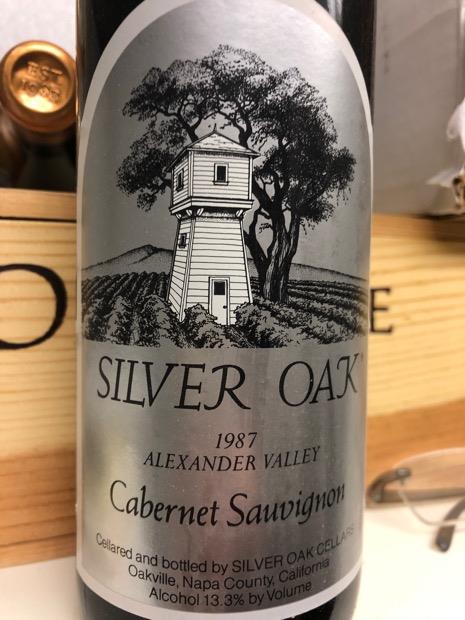 EST
SILVER OAK
1987
ALEXANDER VALLEY
Cabernet Sauvignon
Cellared and bottled by SILVER OAK CELLARS
Oakville, Napa County, California
Alcohol 13.3% by Volume
O
E